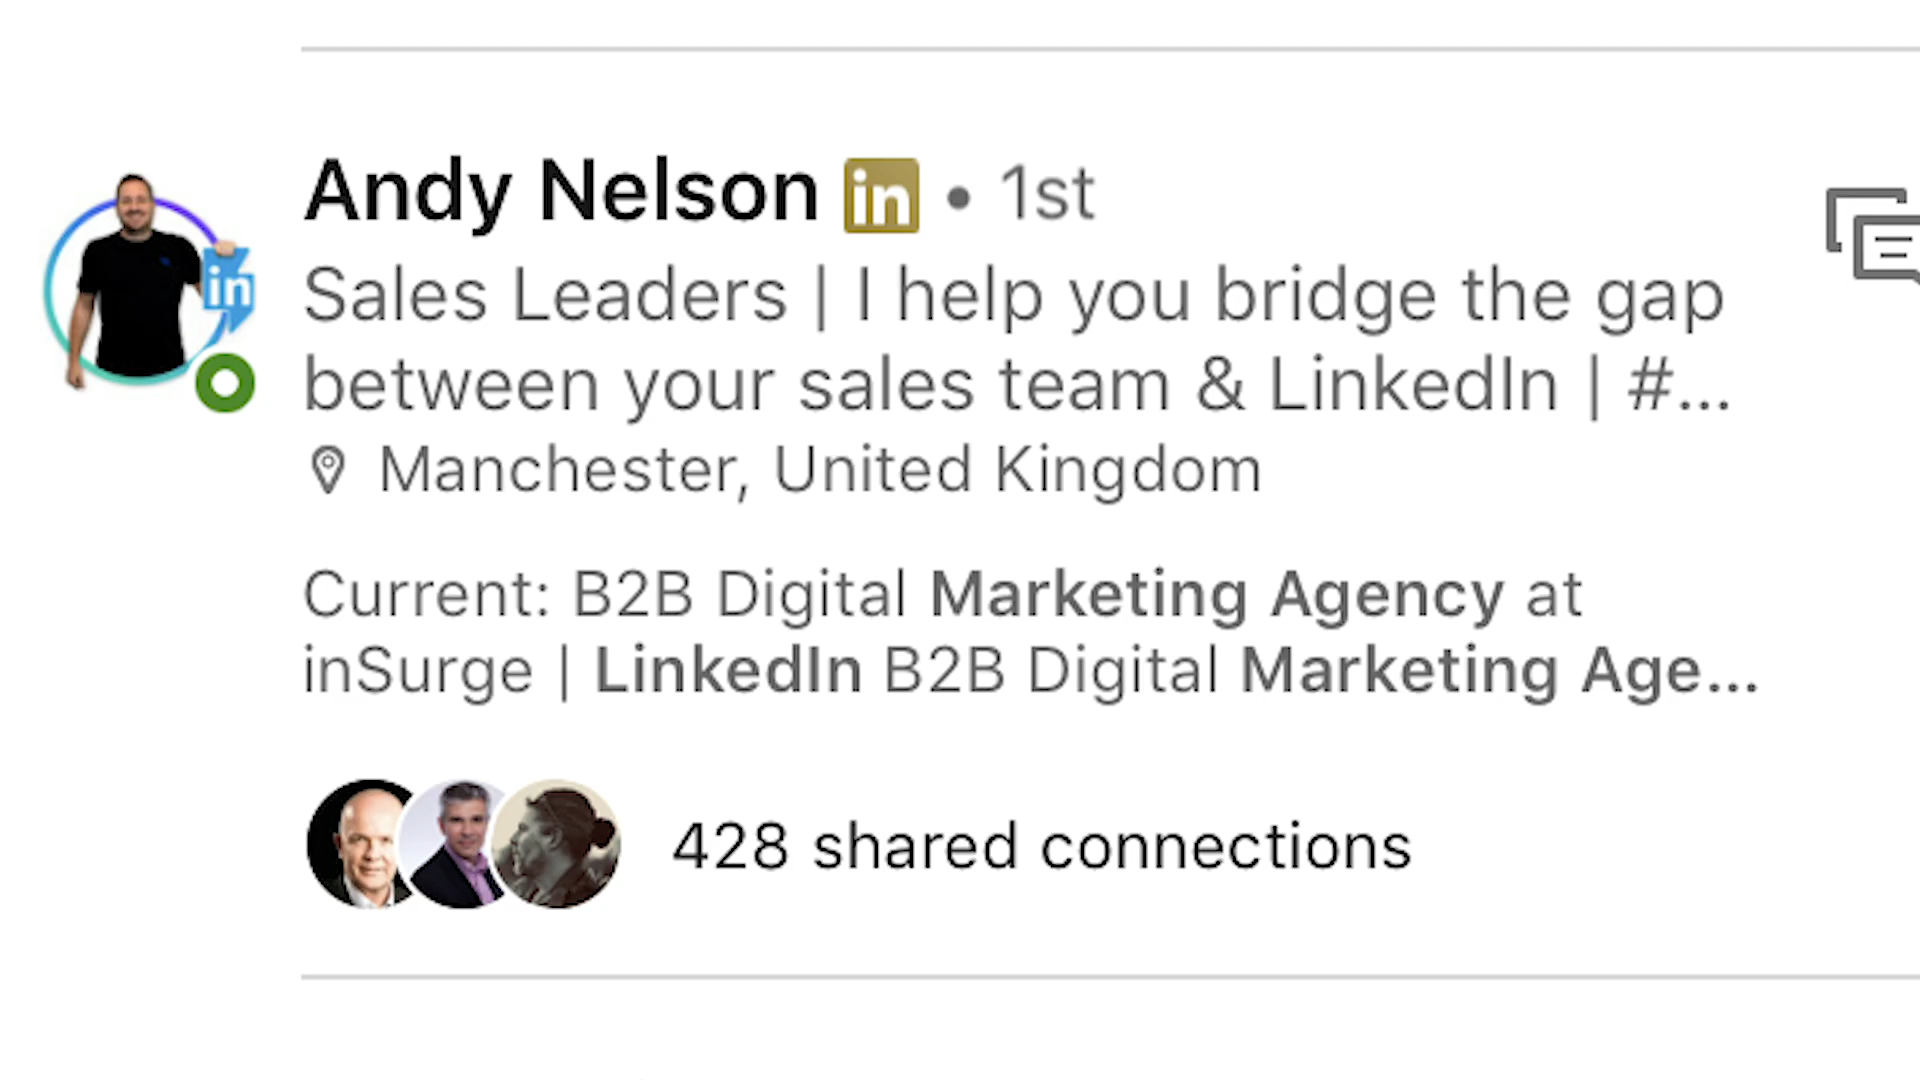 Andy Nelson in • 1st
in
Sales Leaders | I help you bridge the gap
between your sales team & LinkedIn | #...
Manchester, United Kingdom
Current: B2B Digital Marketing Agency at
inSurge | LinkedIn B2B Digital Marketing Age...
428 shared connections